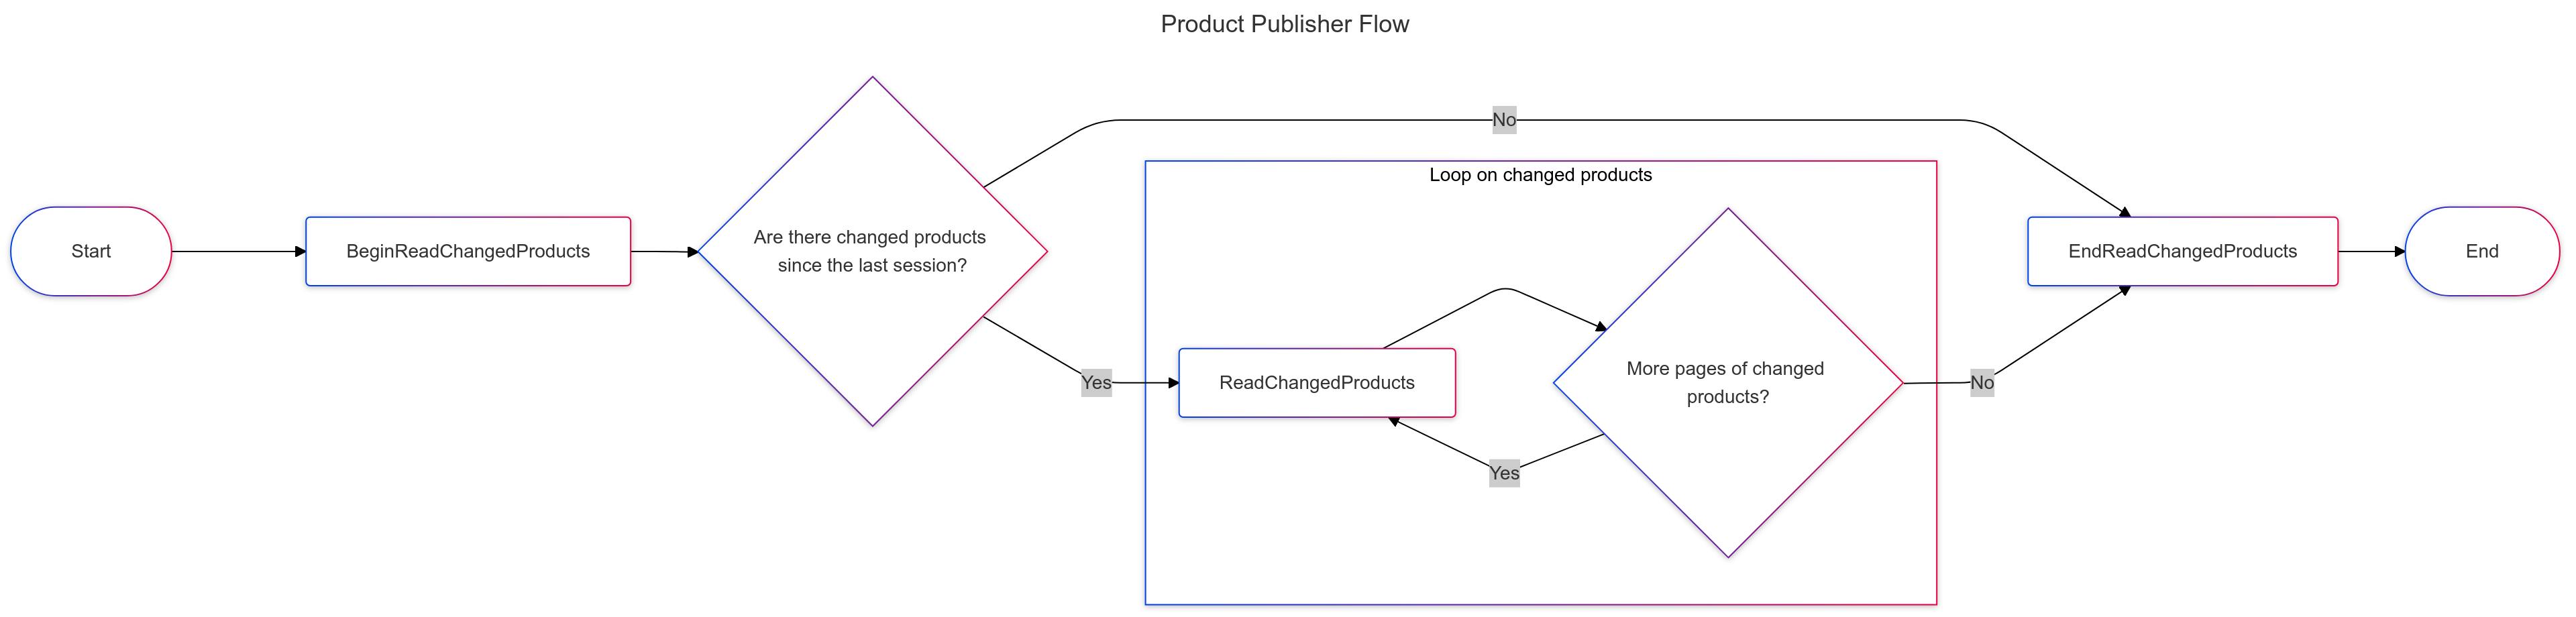 Product Publisher Flow
Start
BeginReadChangedProducts
Are there changed products
since the last session?
No
Yes
Loop on changed products
ReadChangedProducts
More pages of changed
products?
Yes
No
EndReadChangedProducts
End